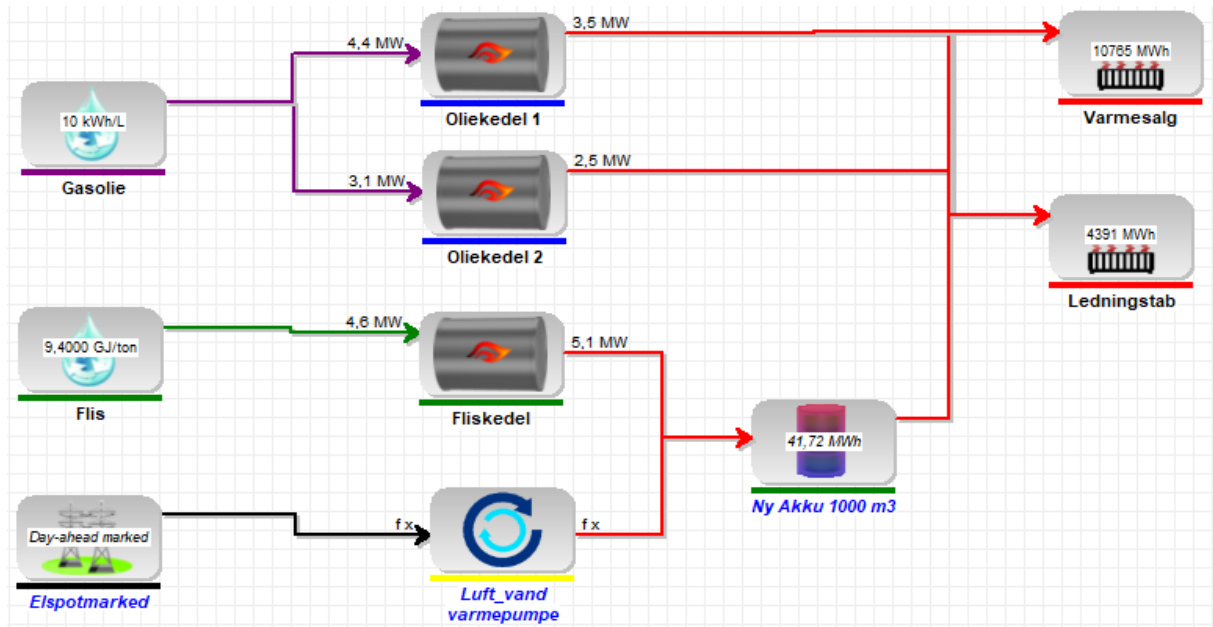 3,5 MW
4,4 MW
10765 MWh
Oliekedel 1
Varmesalg
10 kWh/L
Gasolie
2,5 MW
3,1 MW
Oliekedel 2
4391 MWh
Ledningstab
4,6 MW
9,4000 GJ/ton
5,1 MW
Flis
Fliskedel
41,72 MWh
Ny Akku 1000 m3
Day-ahead marked
f x
f x
Elspotmarked
Luft_vand
varmepumpe